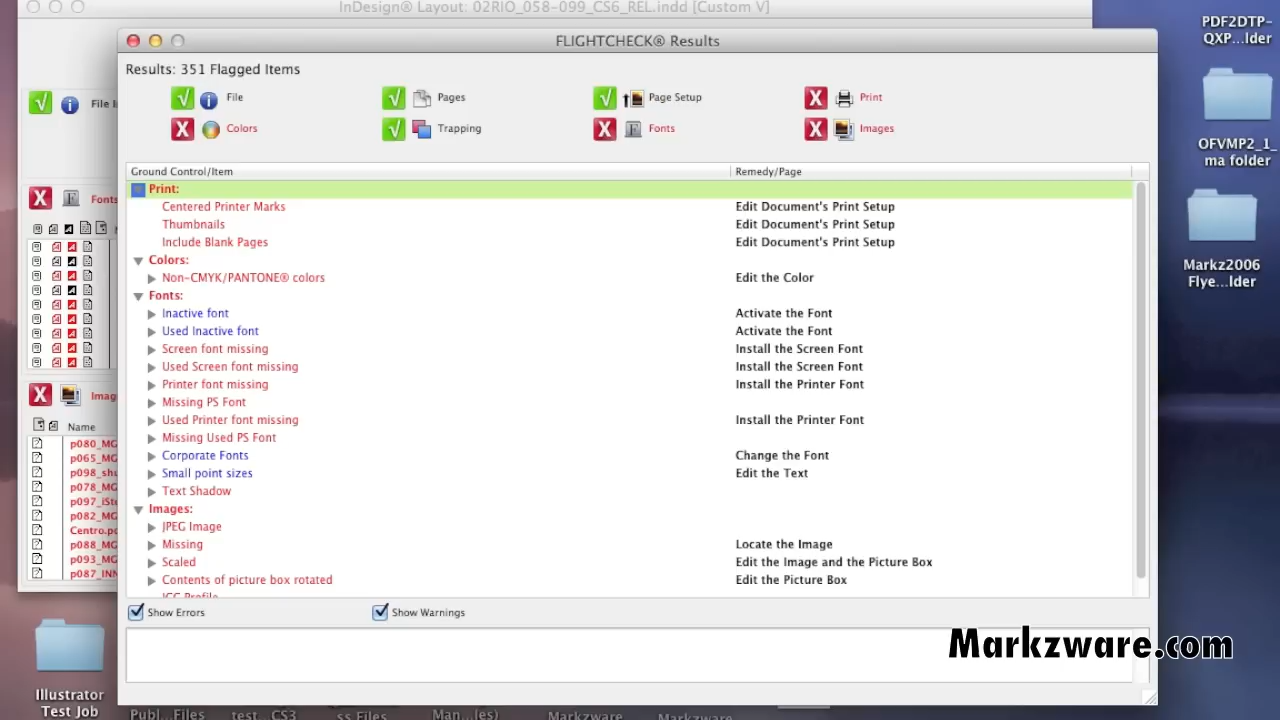 InDesign® Layout: 02RIO_058-099_CS6_REL.indd [Custom V]
PDF2DTP-
QXP...lder
FLIGHTCHECK® Results
Results: 351 Flagged Items
File Pages Page Setup Print
Colors Trapping Fonts Images
File I
OFVMP2_1_
ma folder
Ground Control/Item Remedy/Page
Print:
Fonts
Centered Printer Marks Edit Document's Print Setup
Thumbnails Edit Document's Print Setup
Include Blank Pages Edit Document's Print Setup
Colors:
Markz2006
Flye...lder
Non-CMYK/PANTONE® colors Edit the Color
Fonts:
Inactive font Activate the Font
Used Inactive font Activate the Font
Screen font missing Install the Screen Font
Used Screen font missing Install the Screen Font
Printer font missing Install the Printer Font
Missing PS Font
Imag
Used Printer font missing Install the Printer Font
Name
Missing Used PS Font
p080_MG
Corporate Fonts Change the Font
p065_MG
Small point sizes Edit the Text
p098_shu
p078_MG
Text Shadow
p097_iSto
Images:
p082_MG
JPEG Image
Centro.po
Missing Locate the Image
p088_MG
Scaled Edit the Image and the Picture Box
p093_MG
Contents of picture box rotated Edit the Picture Box
p087_INN
ICC Profile
Show Errors Show Warnings
Markzware.com
Illustrator
Test Job
Publ...Files test...CS3 ss Files Man...les) Markzware Markzware